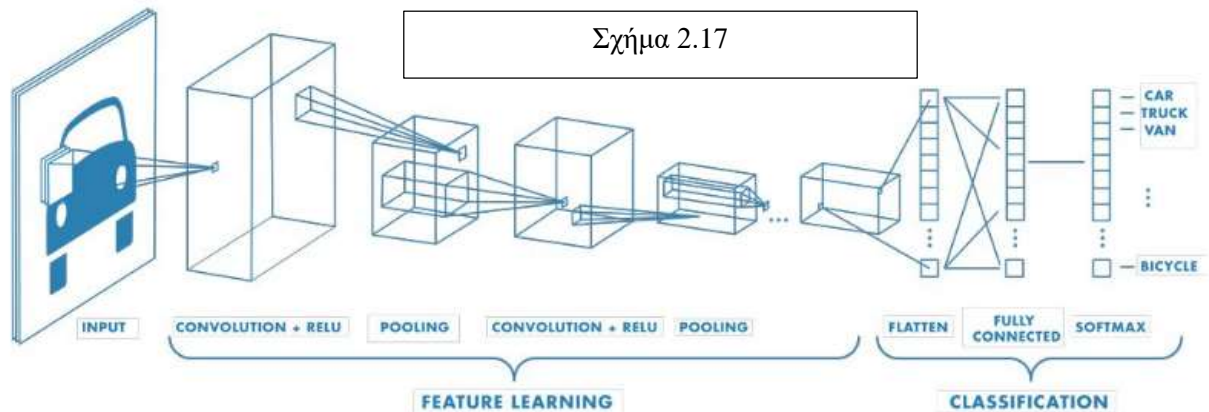 Σχήμα 2.17
CAR
TRUCK
VAN
BICYCLE
INPUT
CONVOLUTION + RELU
POOLING
CONVOLUTION + RELU
POOLING
FLATTEN
FULLY
CONNECTED
SOFTMAX
FEATURE LEARNING
CLASSIFICATION